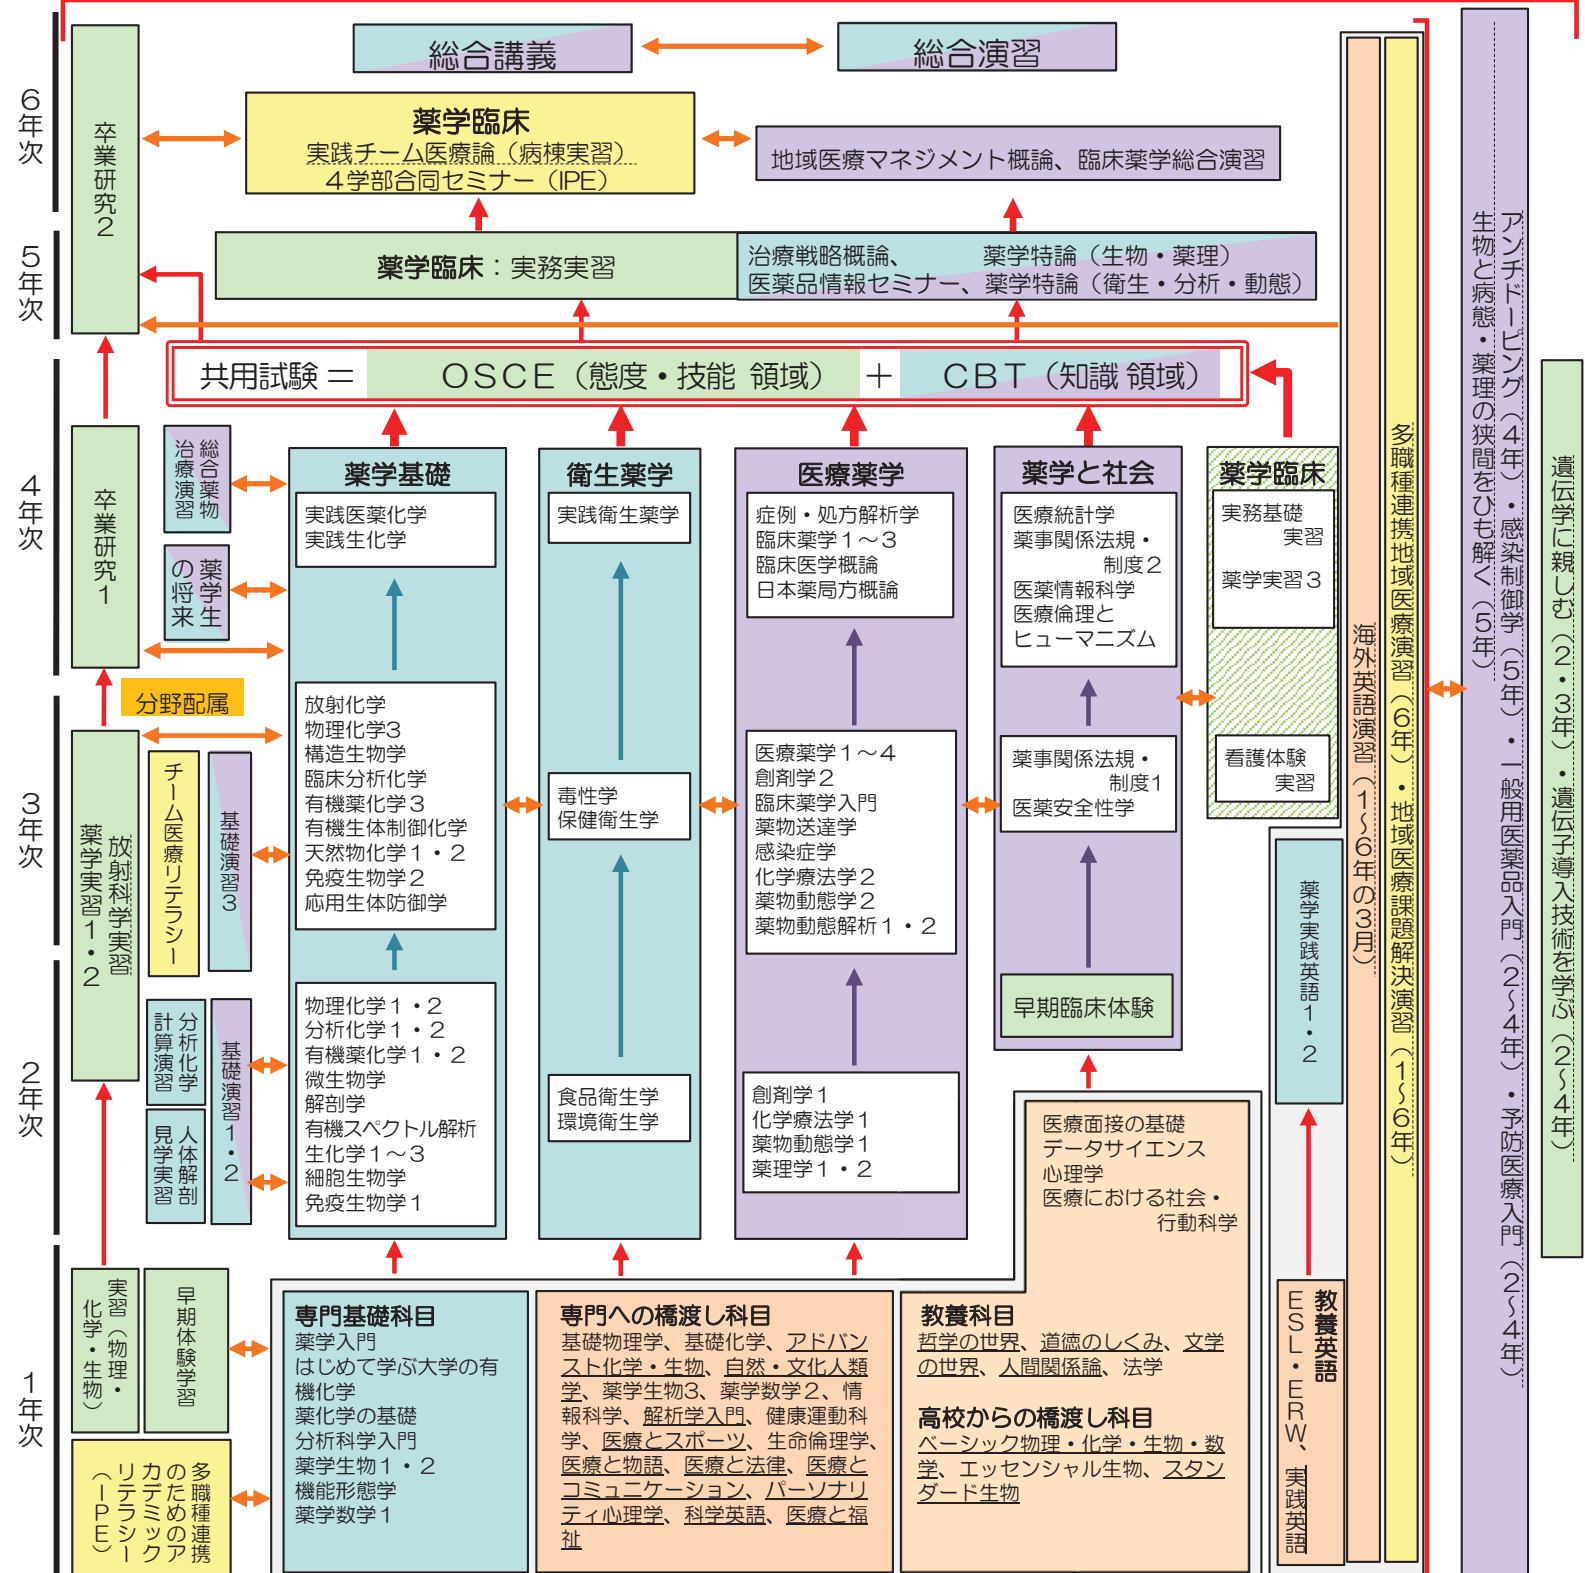 6年次
5年次
4年次
3年次
2年次
1年次
総合講義
総合演習
卒業研究2
薬学臨床
実践チーム医療論（病棟実習）
4学部合同セミナー（IPE）
地域医療マネジメント概論、臨床薬学総合演習
薬学臨床：実務実習
治療戦略概論、　　薬学特論（生物・薬理）
医薬品情報セミナー、薬学特論（衛生・分析・動態）
共用試験＝　OSCE（態度・技能 領域）　＋　CBT（知識 領域）
卒業研究1
総合薬物
治療演習
薬学生
の将来
分野配属
薬学基礎
実践医薬化学
実践生化学
放射化学
物理化学3
構造生物学
臨床分析化学
有機薬化学3
有機生体制御化学
天然物化学1・2
免疫生物学2
応用生体防御学
物理化学1・2
分析化学1・2
有機薬化学1・2
微生物学
解剖学
有機スペクトル解析
生化学1～3
細胞生物学
免疫生物学1
衛生薬学
実践衛生薬学
毒性学
保健衛生学
食品衛生学
環境衛生学
医療薬学
症例・処方解析学
臨床薬学1～3
臨床医学概論
日本薬局方概論
医療薬学1～4
創剤学2
臨床薬学入門
薬物送達学
感染症学
化学療法学2
薬物動態学2
薬物動態解析1・2
創剤学1
化学療法学1
薬物動態学1
薬理学1・2
薬学と社会
医療統計学
薬事関係法規・
制度2
医薬情報科学
医療倫理と
ヒューマニズム
薬事関係法規・
制度1
医薬安全性学
早期臨床体験
薬学臨床
実務基礎
実習
薬学実習3
看護体験
実習
放射科学実習
薬学実習1・2
チーム医療リテラシー
基礎演習3
分析化学
計算演習
人体解剖
見学実習
基礎演習1・2
実習（物理・
化学・生物）
早期体験学習
多職種連携
のためのア
カデミック
リテラシー
（IPE）
専門基礎科目
薬学入門
はじめて学ぶ大学の有
機化学
薬化学の基礎
分析科学入門
薬学生物1・2
機能形態学
薬学数学1
専門への橋渡し科目
基礎物理学、基礎化学、アドバン
スト化学・生物、自然・文化人類
学、薬学生物3、薬学数学2、情
報科学、解析学入門、健康運動科
学、医療とスポーツ、生命倫理学、
医療と物語、医療と法律、医療と
コミュニケーション、パーソナリ
ティ心理学、科学英語、医療と福
祉
医療面接の基礎
データサイエンス
心理学
医療における社会・
行動科学
教養科目
哲学の世界、道徳のしくみ、文学
の世界、人間関係論、法学
高校からの橋渡し科目
ベーシック物理・化学・生物・数
学、エッセンシャル生物、スタン
ダード生物
薬学実践英語1・2
教養英語
ESL・ERW、実践英語
海外英語演習（1～6年の3月）
多職種連携地域医療演習（6年）・地域医療課題解決演習（1～6年）
アンチドーピング（4年）・感染制御学（5年）・一般用医薬品入門（2～4年）・予防医療入門（2～4年）
生物と病態・薬理の狭間をひも解く（5年）
遺伝学に親しむ（2・3年）・遺伝子導入技術を学ぶ（2～4年）